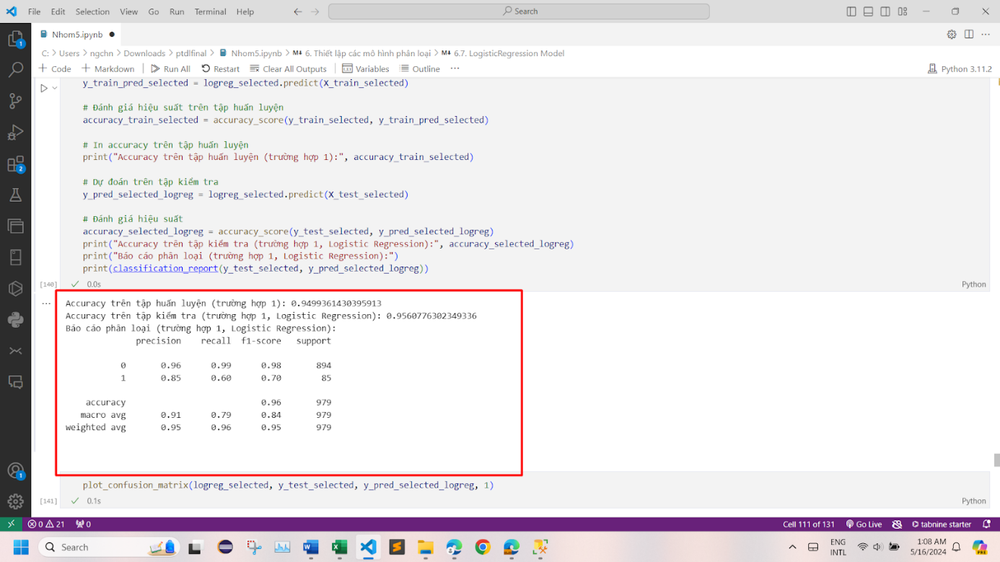 File Edit Selection View Go Run Terminal Help
Search
Nhom5.ipynb
C: > Users > ngchn > Downloads > ptdlfinal > Nhom5.ipynb > M↓ 6. Thiết lập các mô hình phân loại > M↓ 6.7. LogisticRegression Model
+ Code + Markdown Run All Restart Clear All Outputs Variables Outline ... Python 3.11.2
y_train_pred_selected = logreg_selected.predict(X_train_selected)
# Đánh giá hiệu suất trên tập huấn luyện
accuracy_train_selected = accuracy_score(y_train_selected, y_train_pred_selected)
# In accuracy trên tập huấn luyện
print("Accuracy trên tập huấn luyện (trường hợp 1):", accuracy_train_selected)
# Dự đoán trên tập kiểm tra
y_pred_selected_logreg = logreg_selected.predict(X_test_selected)
# Đánh giá hiệu suất
accuracy_selected_logreg = accuracy_score(y_test_selected, y_pred_selected_logreg)
print("Accuracy trên tập kiểm tra (trường hợp 1, Logistic Regression):", accuracy_selected_logreg)
print("Báo cáo phân loại (trường hợp 1, Logistic Regression):")
print(classification_report(y_test_selected, y_pred_selected_logreg))
[140] 0.0s Python
Accuracy trên tập huấn luyện (trường hợp 1): 0.9499361430395913
Accuracy trên tập kiểm tra (trường hợp 1, Logistic Regression): 0.9560776302349336
Báo cáo phân loại (trường hợp 1, Logistic Regression):
precision recall f1-score support
0 0.96 0.99 0.98 894
1 0.85 0.60 0.70 85
accuracy 0.96 979
macro avg 0.91 0.79 0.84 979
weighted avg 0.95 0.96 0.95 979
plot_confusion_matrix(logreg_selected, y_test_selected, y_pred_selected_logreg, 1)
[141] 0.1s Python
0 21 0 Cell 111 of 131 Go Live tabnine starter
Search ENG 1:08 AM
INTL 5/16/2024